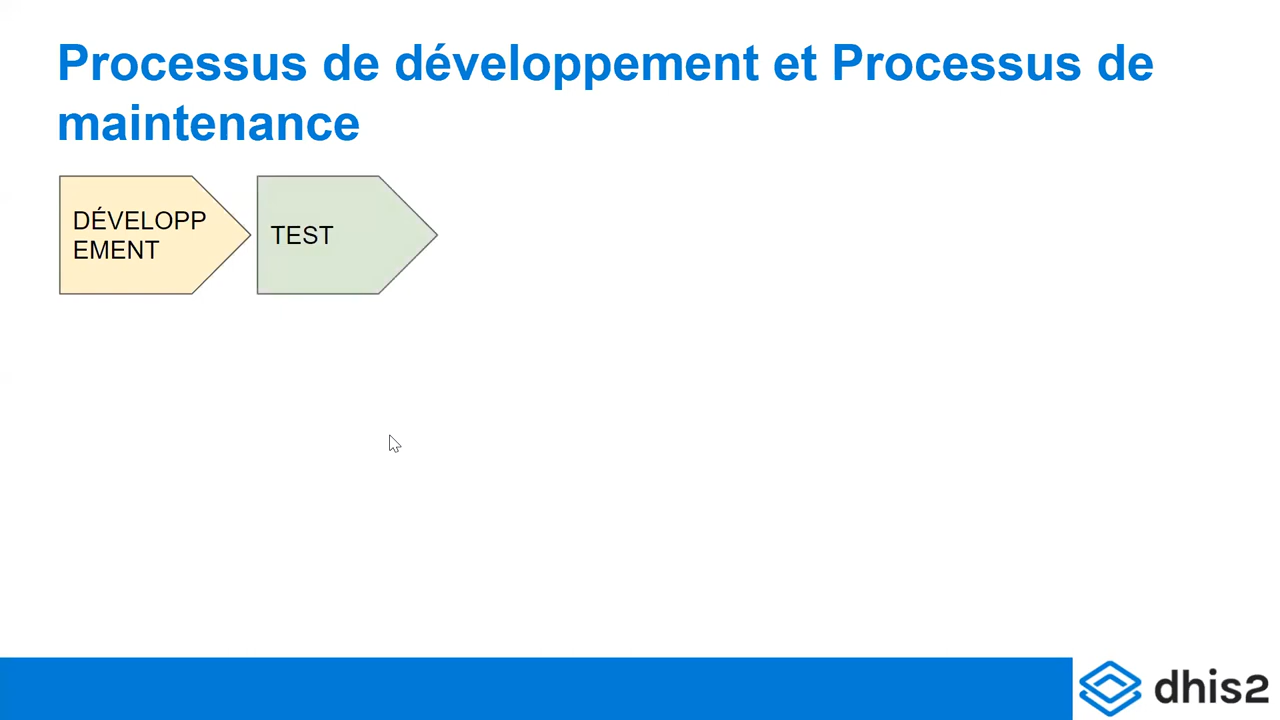 Processus de développement et Processus de
maintenance
DÉVELOPP
EMENT
TEST
dhis2